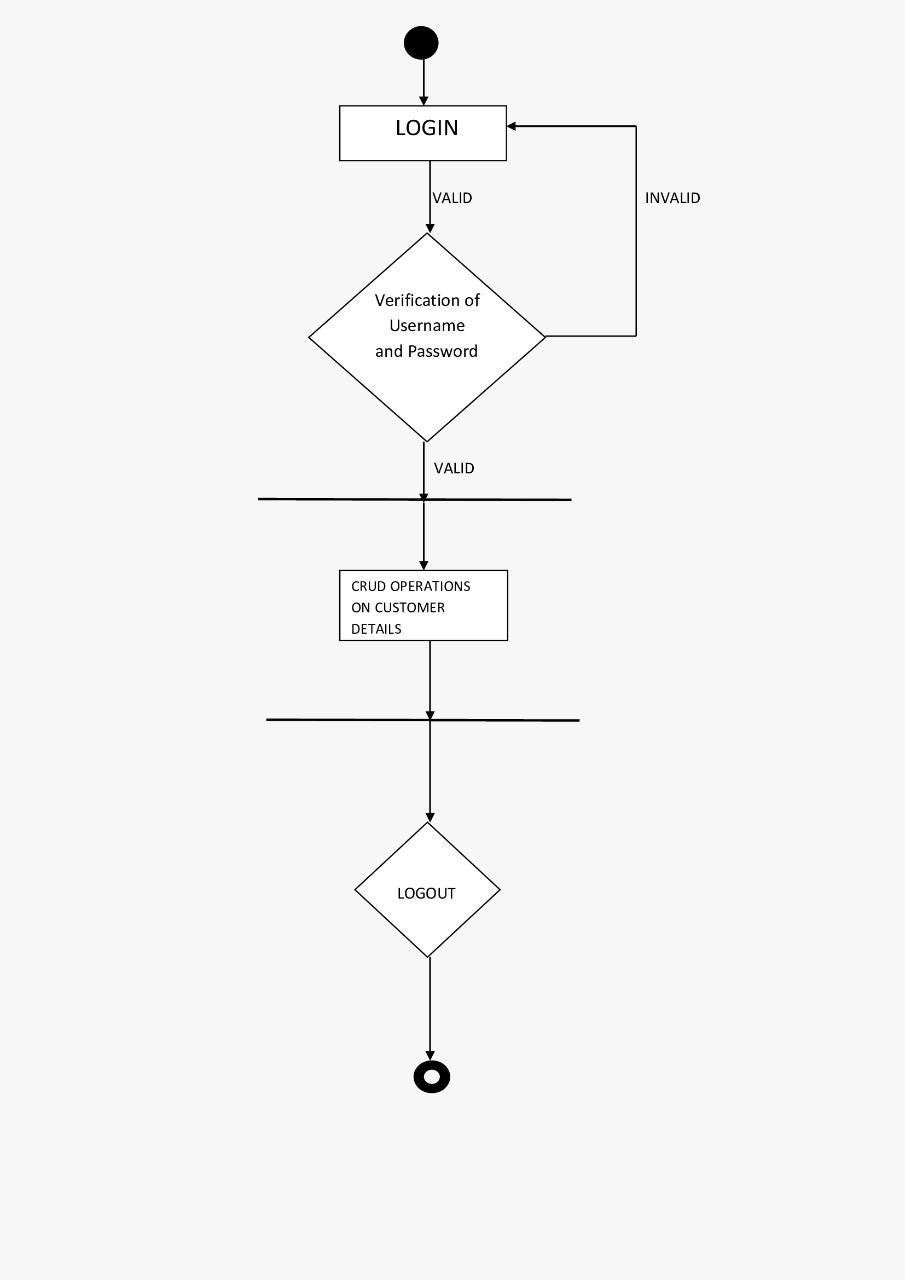 LOGIN
VALID
INVALID
Verification of
Username
and Password
VALID
CRUD OPERATIONS
ON CUSTOMER
DETAILS
LOGOUT